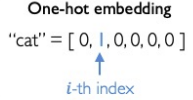 One-hot embedding
“cat” = [ 0, 1, 0, 0, 0, 0 ]
i-th index